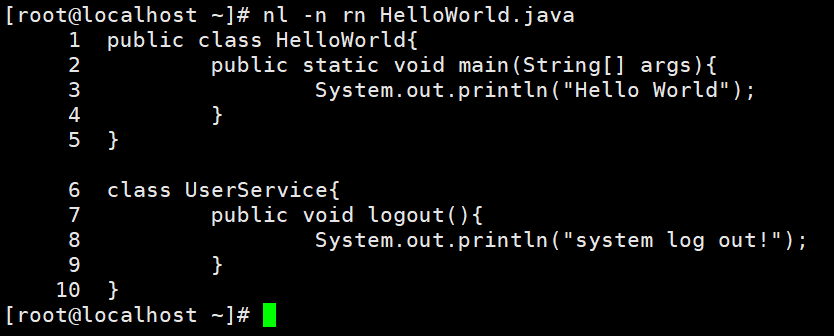 [root@localhost ~]# nl -n rn HelloWorld.java
     1  public class HelloWorld{
     2          public static void main(String[] args){
     3                  System.out.println("Hello World");
     4          }
     5  }

     6  class UserService{
     7          public void logout(){
     8                  System.out.println("system log out!");
     9          }
    10  }
[root@localhost ~]#